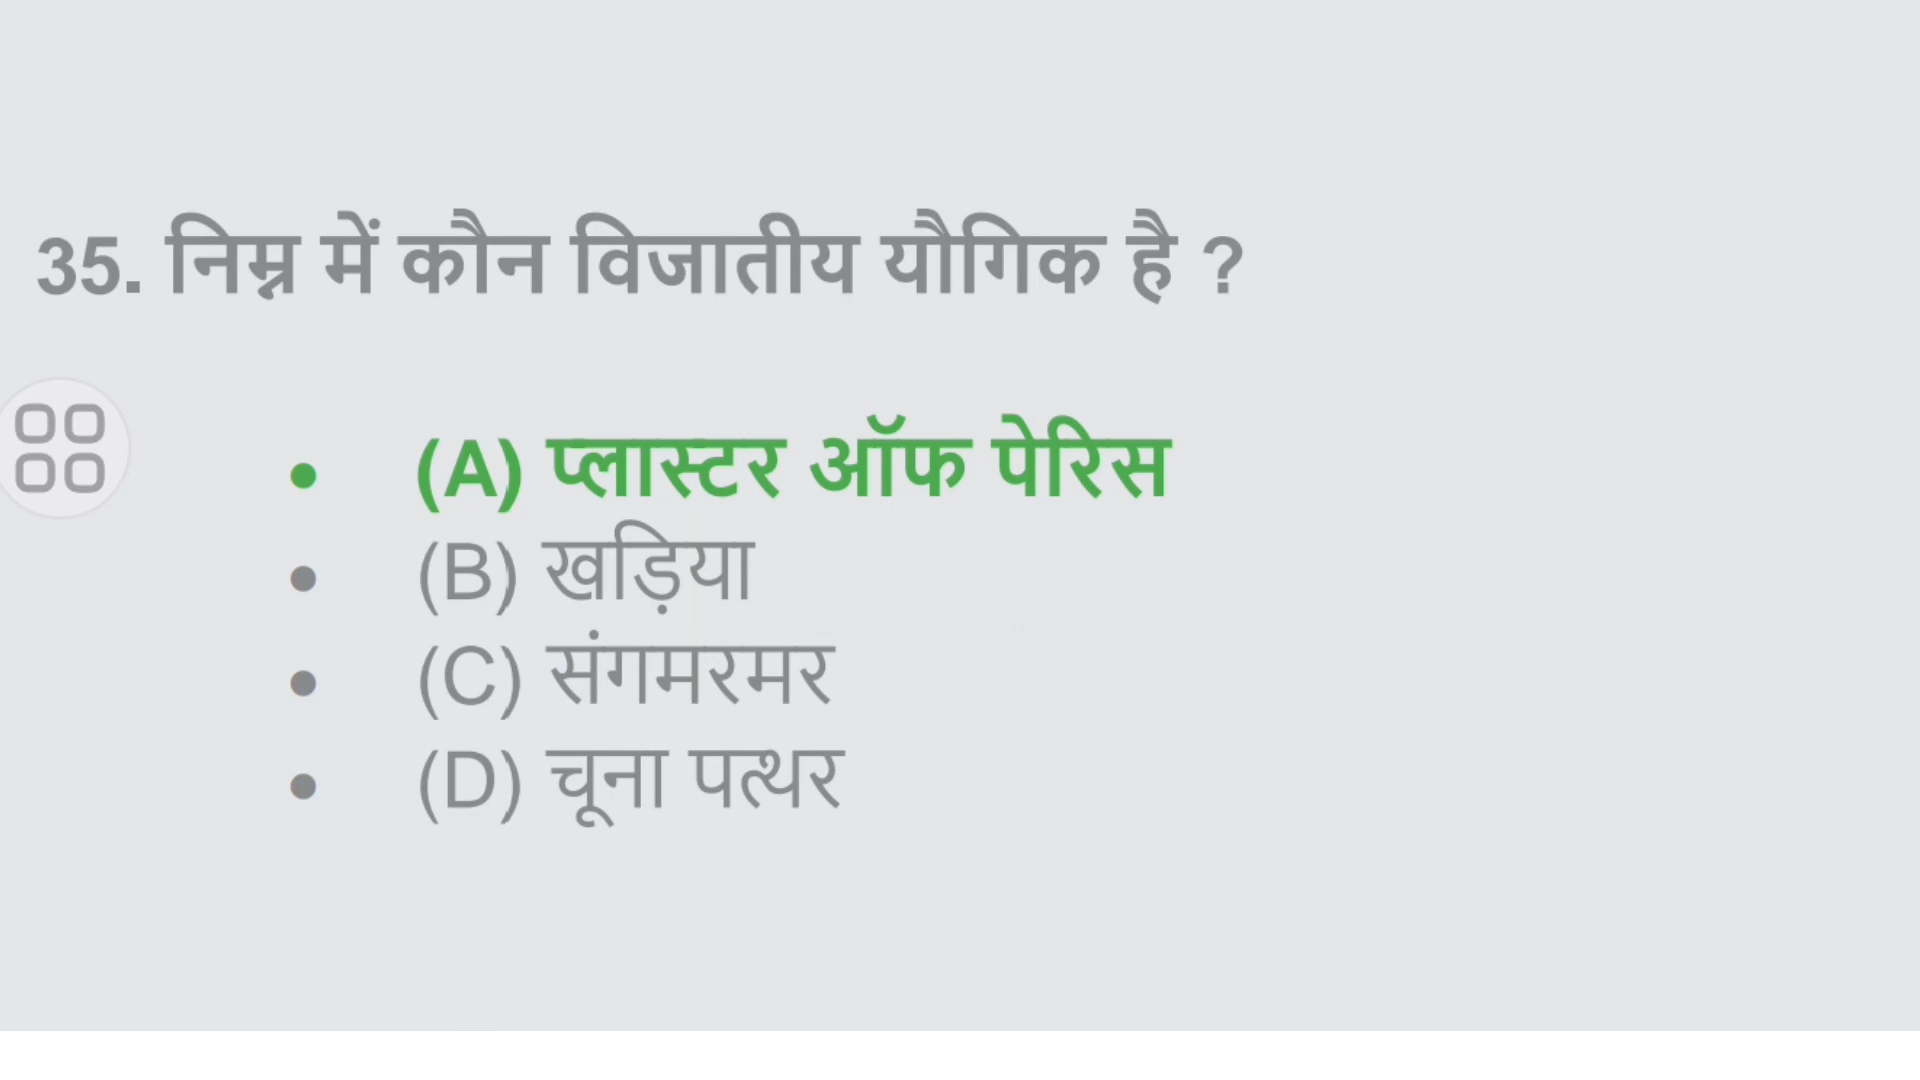 35. निम्न में कौन विजातीय यौगिक है ?
• (A) प्लास्टर ऑफ पेरिस
• (B) खड़िया
• (C) संगमरमर
• (D) चूना पत्थर